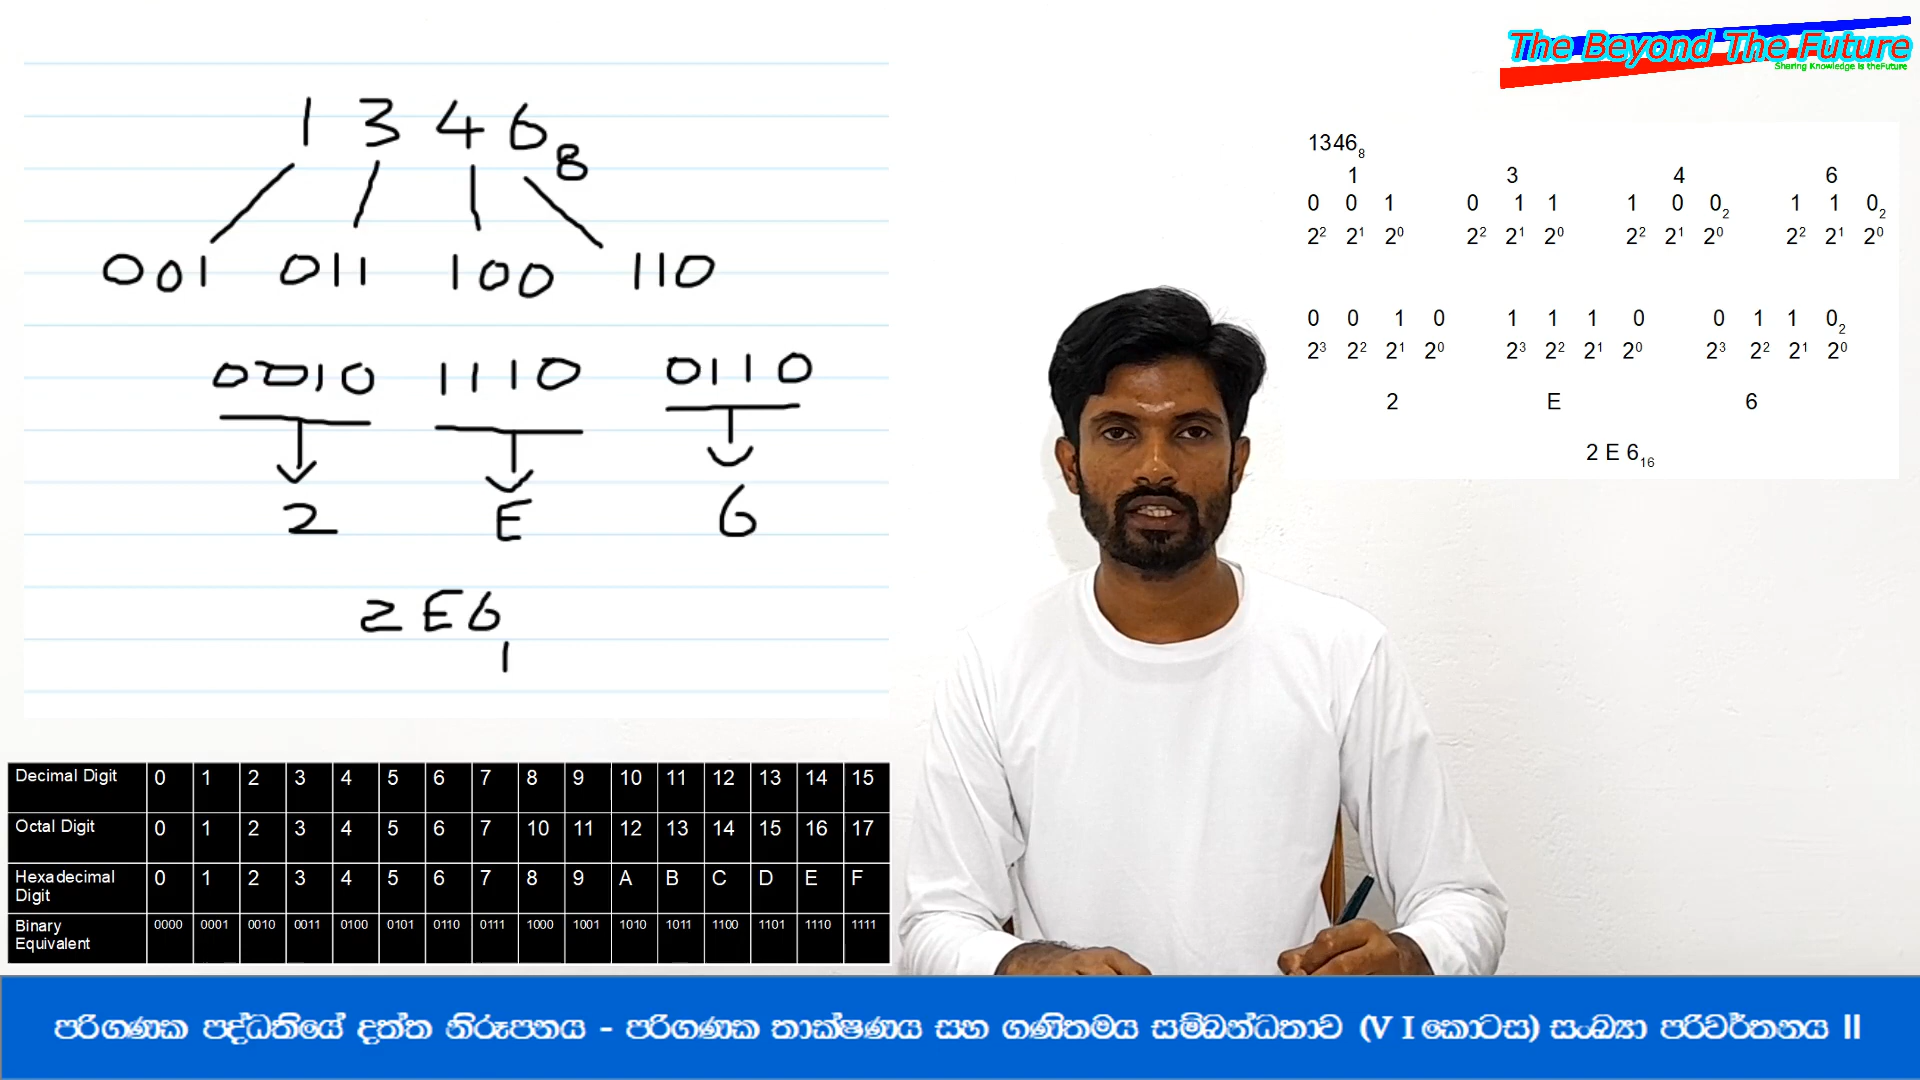 The Beyond The Future
Sharing Knowledge is theFuture
1 3 4 6 8
001 011 100 110
0010 1110 0110
2 E 6
2 E 6 1
1346₈
1 3 4 6
0 0 1 0 1 1 1 0 0₂ 1 1 0₂
2² 2¹ 2⁰ 2² 2¹ 2⁰ 2² 2¹ 2⁰ 2² 2¹ 2⁰
0 0 1 0 1 1 1 0 0 1 1 0₂
2³ 2² 2¹ 2⁰ 2³ 2² 2¹ 2⁰ 2³ 2² 2¹ 2⁰
2 E 6
2 E 6₁₆
Decimal Digit 0 1 2 3 4 5 6 7 8 9 10 11 12 13 14 15
Octal Digit 0 1 2 3 4 5 6 7 10 11 12 13 14 15 16 17
Hexadecimal Digit 0 1 2 3 4 5 6 7 8 9 A B C D E F
Binary Equivalent 0000 0001 0010 0011 0100 0101 0110 0111 1000 1001 1010 1011 1100 1101 1110 1111
පරිගණක පද්ධතියේ දත්ත නිරූපනය - පරිගණක තාක්ෂණය සහ ගණිතමය සම්බන්ධතාව (V I කොටස) සංඛ්‍යා පරිවර්තනය II